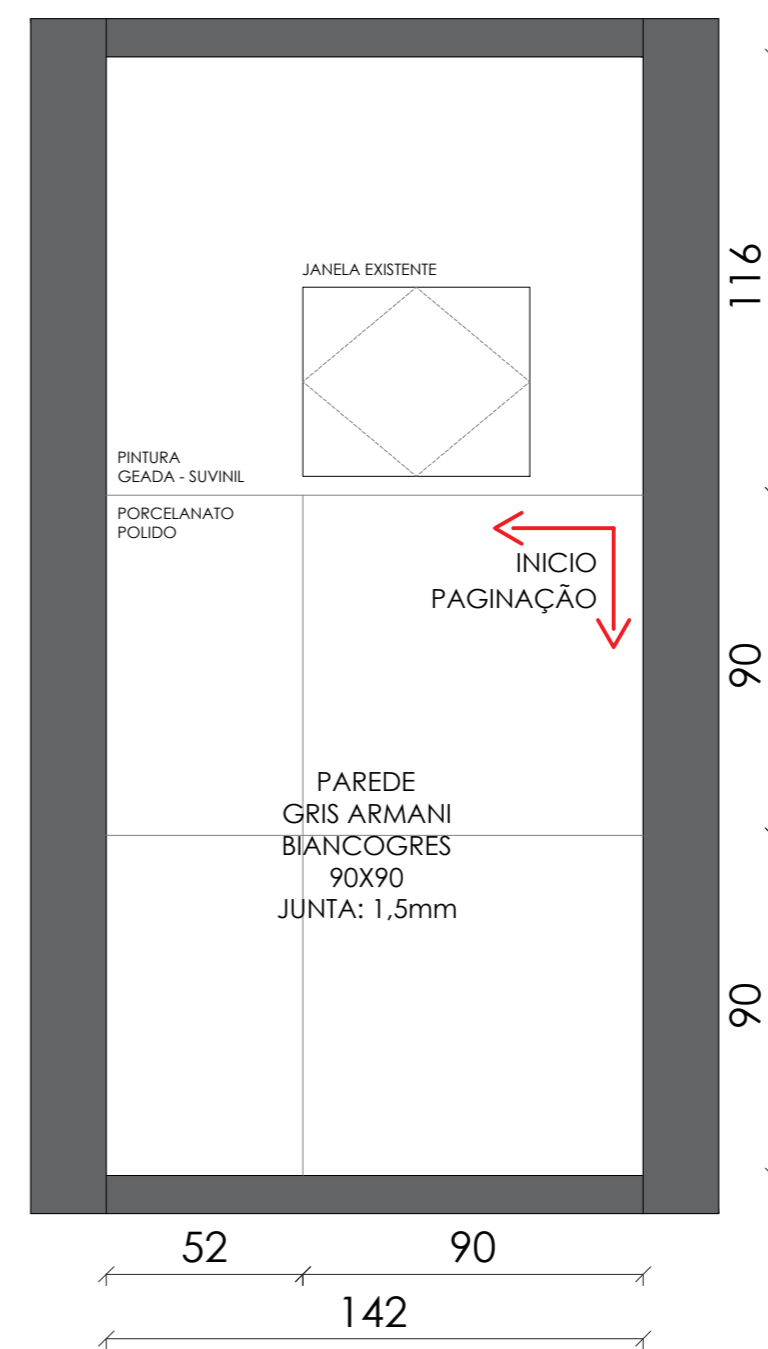 JANELA EXISTENTE
116
PINTURA
GEADA - SUVINIL
PORCELANATO
POLIDO
INICIO
PAGINAÇÃO
90
PAREDE
GRIS ARMANI
BIANCOGRES
90X90
JUNTA: 1,5mm
90
52 90
142